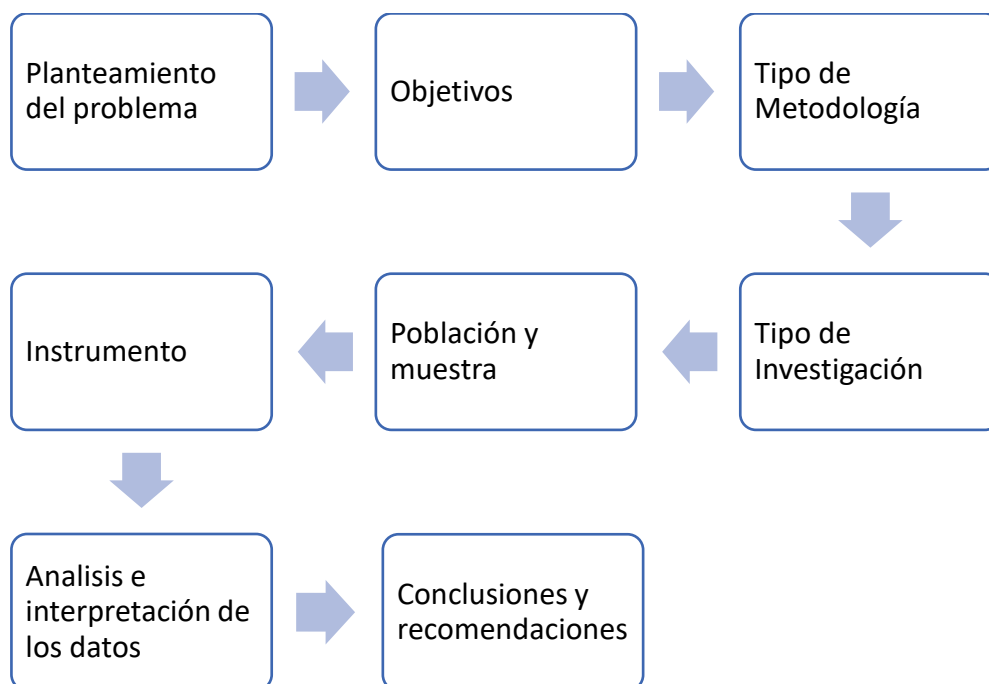 Planteamiento
del problema
Objetivos
Tipo de
Metodología
Tipo de
Investigación
Población y
muestra
Instrumento
Analisis e
interpretación de
los datos
Conclusiones y
recomendaciones